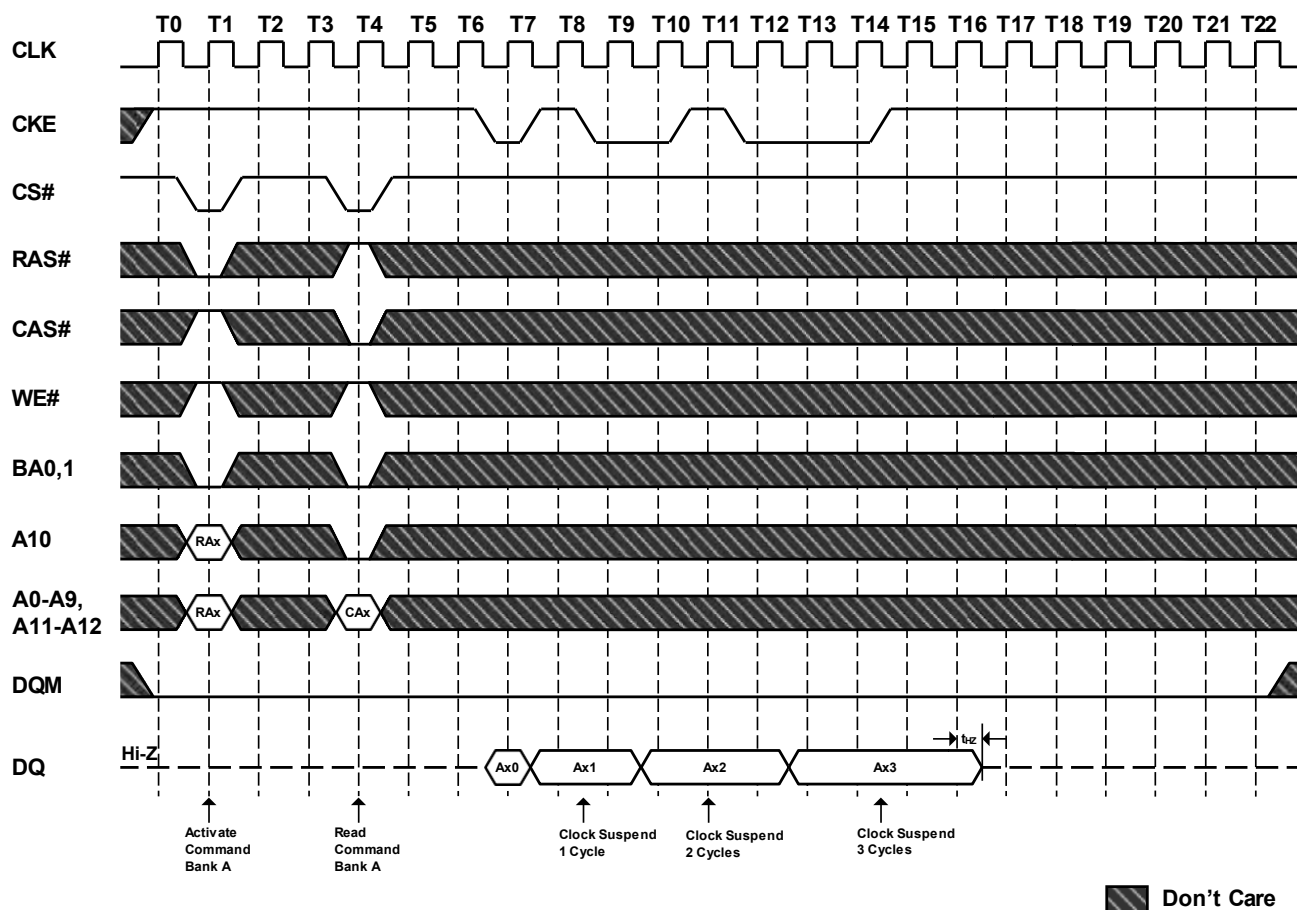 T0 T1 T2 T3 T4 T5 T6 T7 T8 T9 T10 T11 T12 T13 T14 T15 T16 T17 T18 T19 T20 T21 T22
CLK
CKE
CS#
RAS#
CAS#
WE#
BA0,1
A10
RAx
A0-A9,
A11-A12
RAx
CAx
DQM
DQ
Hi-Z
Ax0
Ax1
Ax2
Ax3
tHZ
Activate
Command
Bank A
Read
Command
Bank A
Clock Suspend
1 Cycle
Clock Suspend
2 Cycles
Clock Suspend
3 Cycles
Don't Care